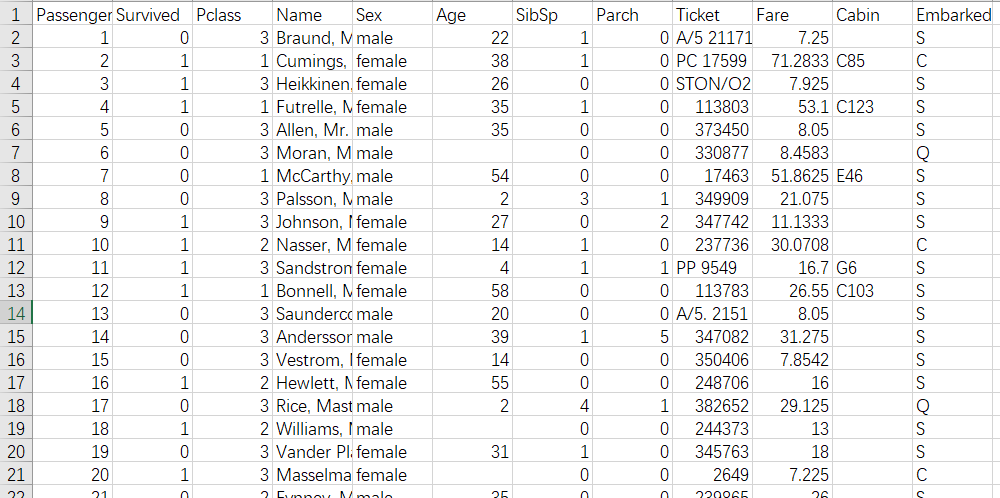 1 Passenger Survived Pclass Name Sex Age SibSp Parch Ticket Fare Cabin Embarked
2 1 0 3 Braund, M male 22 1 0 A/5 21171 7.25 S
3 2 1 1 Cumings, female 38 1 0 PC 17599 71.2833 C85 C
4 3 1 3 Heikkinen, female 26 0 0 STON/O2 7.925 S
5 4 1 1 Futrelle, M female 35 1 0 113803 53.1 C123 S
6 5 0 3 Allen, Mr. male 35 0 0 373450 8.05 S
7 6 0 3 Moran, M male 0 0 330877 8.4583 Q
8 7 0 1 McCarthy, male 54 0 0 17463 51.8625 E46 S
9 8 0 3 Palsson, M male 2 3 1 349909 21.075 S
10 9 1 3 Johnson, female 27 0 2 347742 11.1333 S
11 10 1 2 Nasser, M female 14 1 0 237736 30.0708 C
12 11 1 3 Sandstrom female 4 1 1 PP 9549 16.7 G6 S
13 12 1 1 Bonnell, M female 58 0 0 113783 26.55 C103 S
14 13 0 3 Saunderco male 20 0 0 A/5. 2151 8.05 S
15 14 0 3 Andersson male 39 1 5 347082 31.275 S
16 15 0 3 Vestrom, female 14 0 0 350406 7.8542 S
17 16 1 2 Hewlett, M female 55 0 0 248706 16 S
18 17 0 3 Rice, Mast male 2 4 1 382652 29.125 Q
19 18 1 2 Williams, male 0 0 244373 13 S
20 19 0 3 Vander Pl female 31 1 0 345763 18 S
21 20 1 3 Masselma female 0 0 2649 7.225 C
22 21 0 2 Fynney, M male 35 0 0 239865 26 S